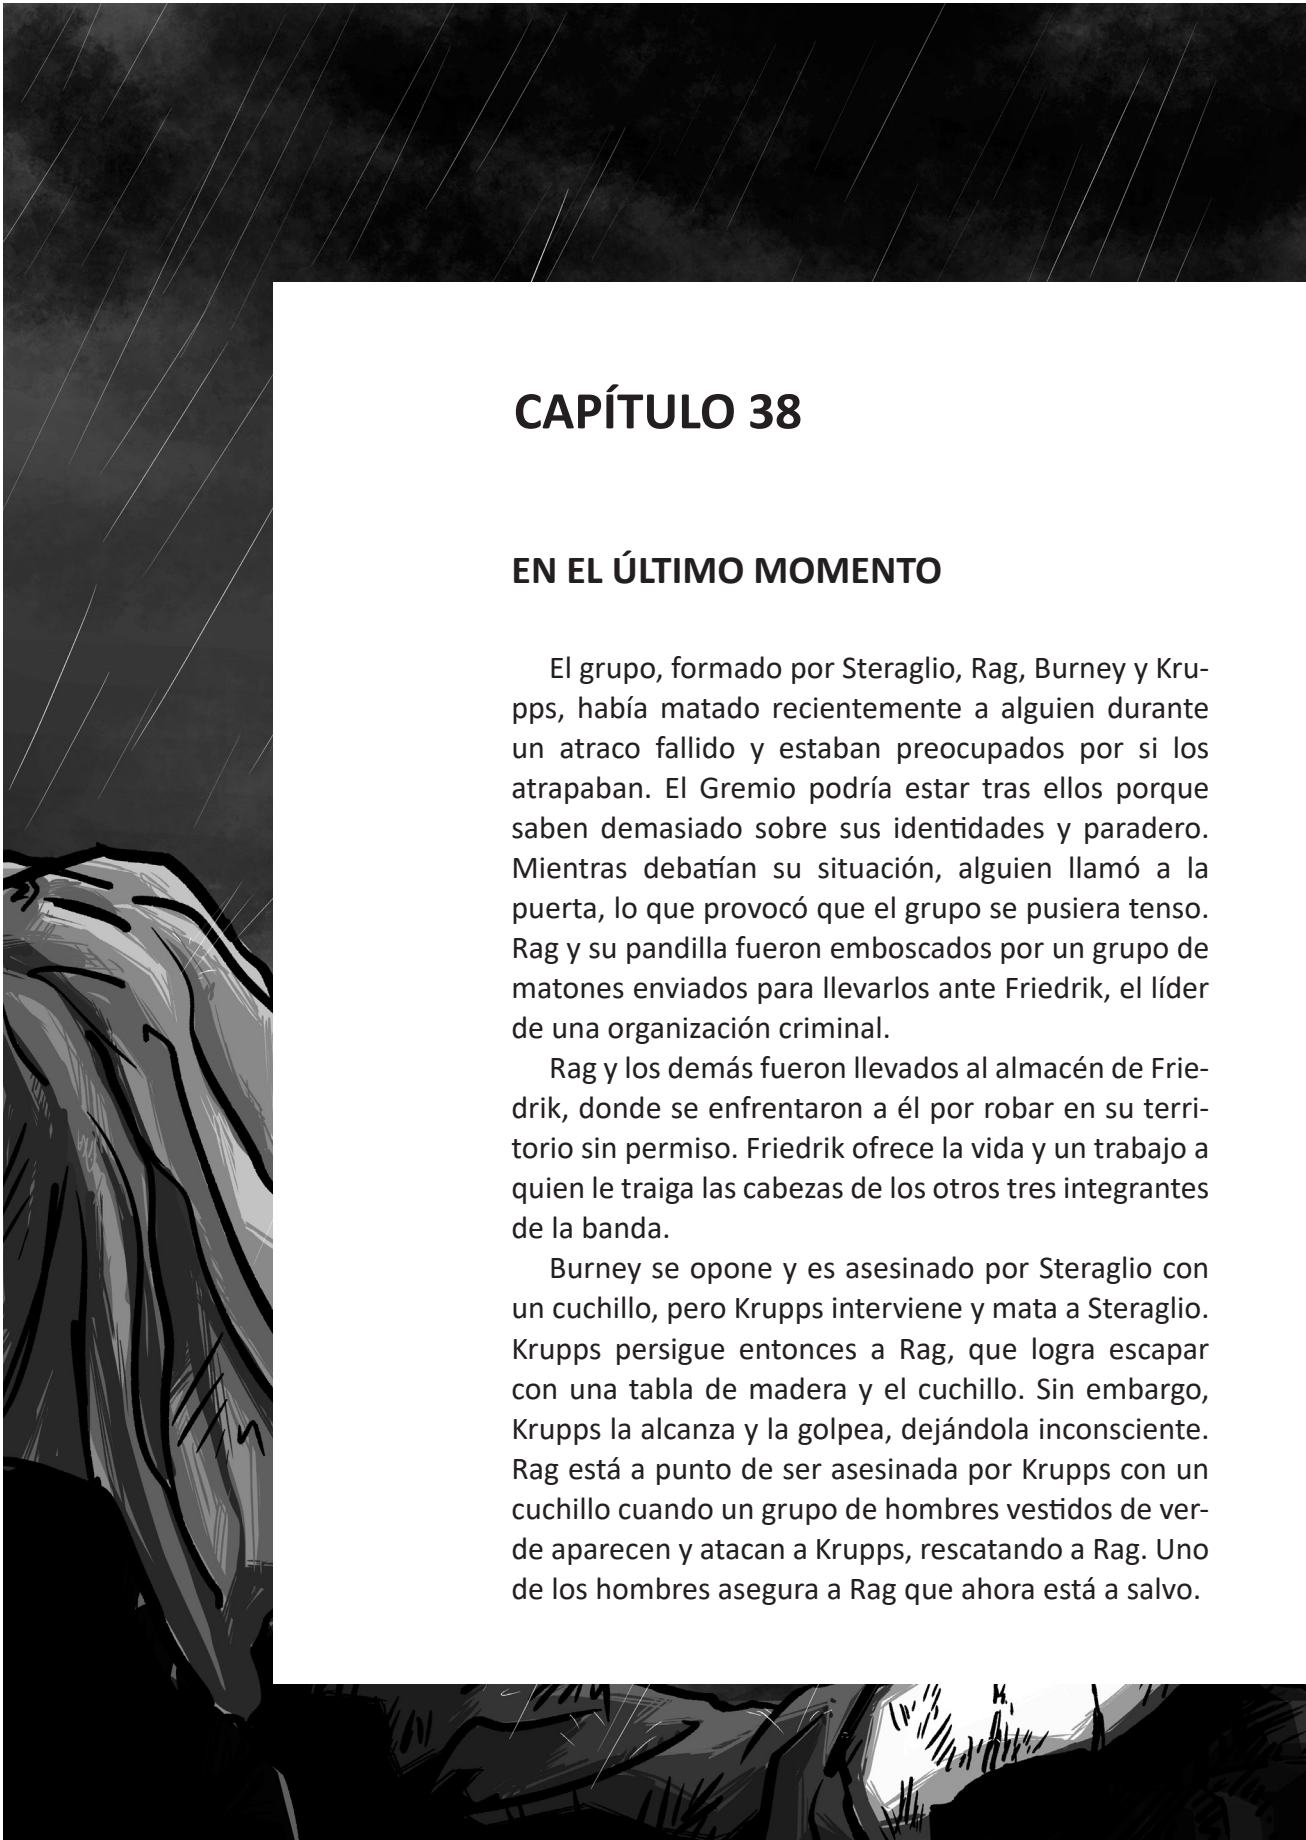 CAPÍTULO 38
EN EL ÚLTIMO MOMENTO
El grupo, formado por Steraglio, Rag, Burney y Kru-
pps, había matado recientemente a alguien durante
un atraco fallido y estaban preocupados por si los
atrapaban. El Gremio podría estar tras ellos porque
saben demasiado sobre sus identidades y paradero.
Mientras debatían su situación, alguien llamó a la
puerta, lo que provocó que el grupo se pusiera tenso.
Rag y su pandilla fueron emboscados por un grupo de
matones enviados para llevarlos ante Friedrik, el líder
de una organización criminal.
Rag y los demás fueron llevados al almacén de Frie-
drik, donde se enfrentaron a él por robar en su terri-
torio sin permiso. Friedrik ofrece la vida y un trabajo a
quien le traiga las cabezas de los otros tres integrantes
de la banda.
Burney se opone y es asesinado por Steraglio con
un cuchillo, pero Krupps interviene y mata a Steraglio.
Krupps persigue entonces a Rag, que logra escapar
con una tabla de madera y el cuchillo. Sin embargo,
Krupps la alcanza y la golpea, dejándola inconsciente.
Rag está a punto de ser asesinada por Krupps con un
cuchillo cuando un grupo de hombres vestidos de ver-
de aparecen y atacan a Krupps, rescatando a Rag. Uno
de los hombres asegura a Rag que ahora está a salvo.